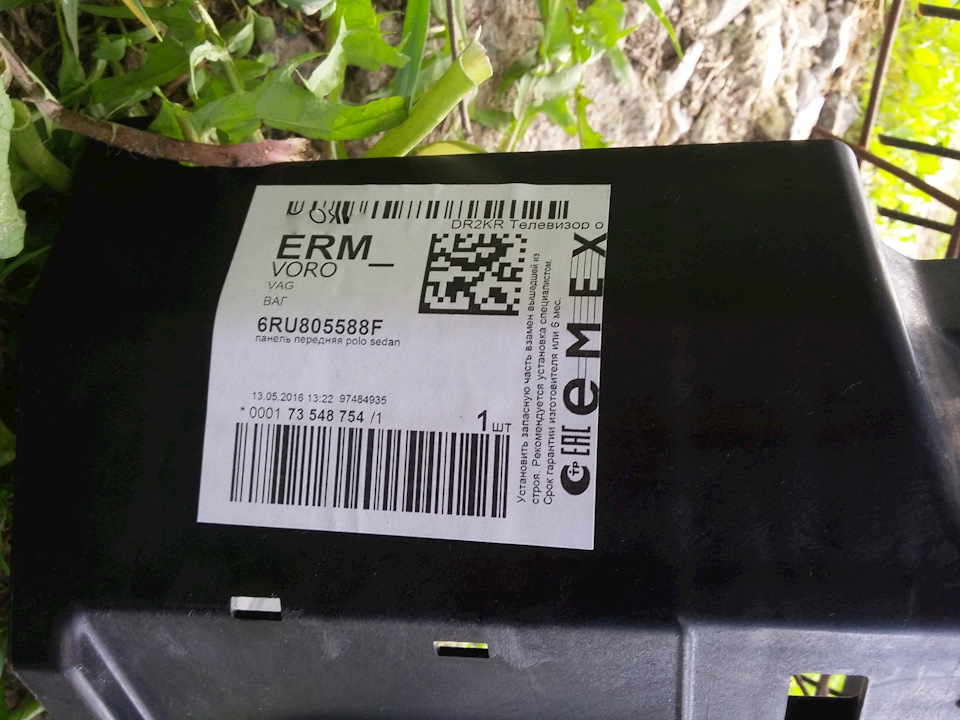 DR2KR Телевизор о
ERM_
VORO
VAG
ВАГ
6RU805588F
панель передняя polo sedan
13.05.2016 13:22 97484935
*0001 73 548 754 /1
1 шт
Установить запасную часть взамен вышедшей из
строя. Рекомендуется установка специалистом.
Срок гарантии изготовителя или 6 мес.
EAC eMEX